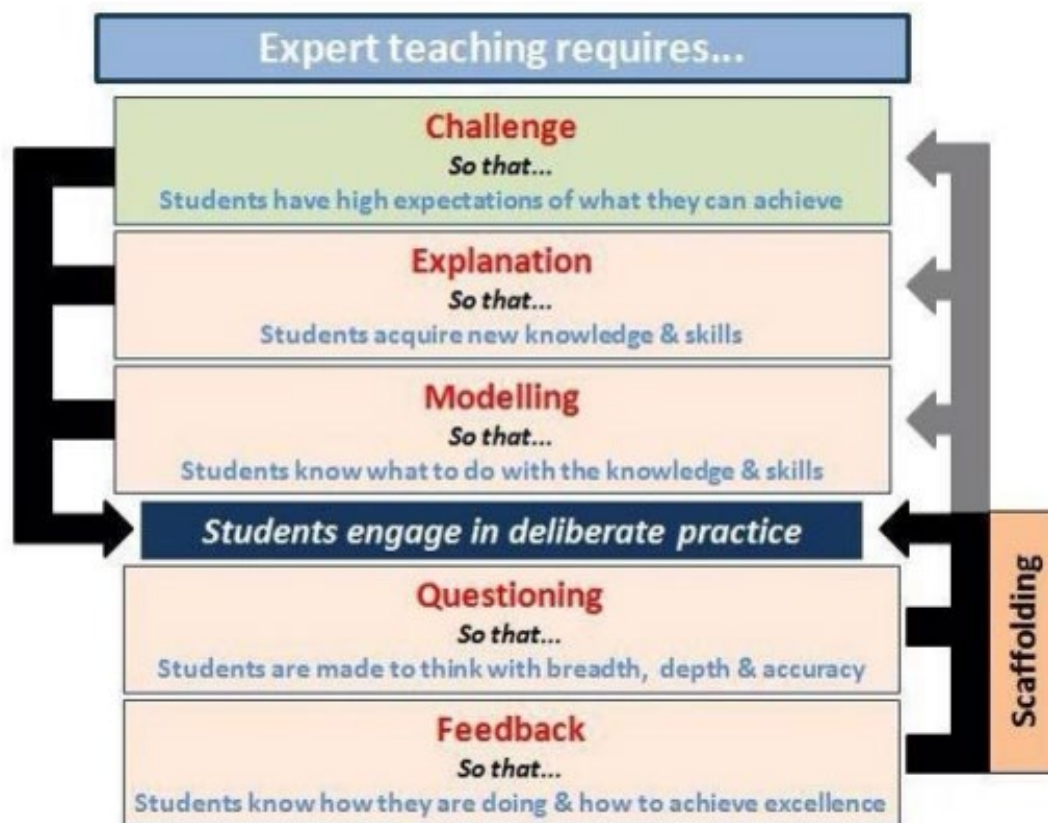 Expert teaching requires...
Challenge
So that...
Students have high expectations of what they can achieve
Explanation
So that...
Students acquire new knowledge & skills
Modelling
So that...
Students know what to do with the knowledge & skills
Students engage in deliberate practice
Questioning
So that...
Students are made to think with breadth, depth & accuracy
Feedback
So that...
Students know how they are doing & how to achieve excellence
Scaffolding